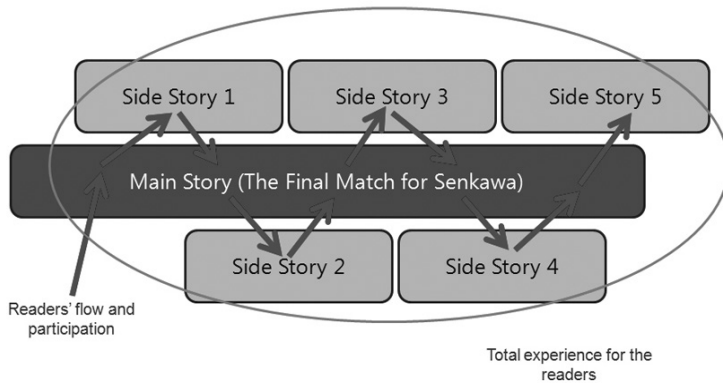 Side Story 1
Side Story 3
Side Story 5
Main Story (The Final Match for Senkawa)
Side Story 2
Side Story 4
Readers' flow and
participation
Total experience for the
readers